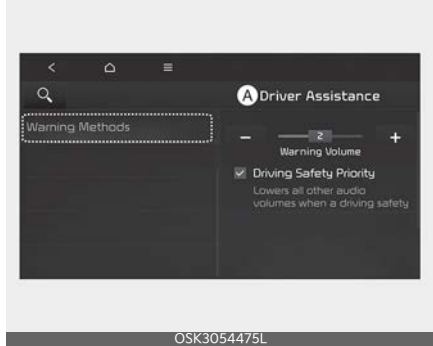 A Driver Assistance
Warning Methods
− 2 +
Warning Volume
Driving Safety Priority
Lowers all other audio
volumes when a driving safety
OSK3054475L